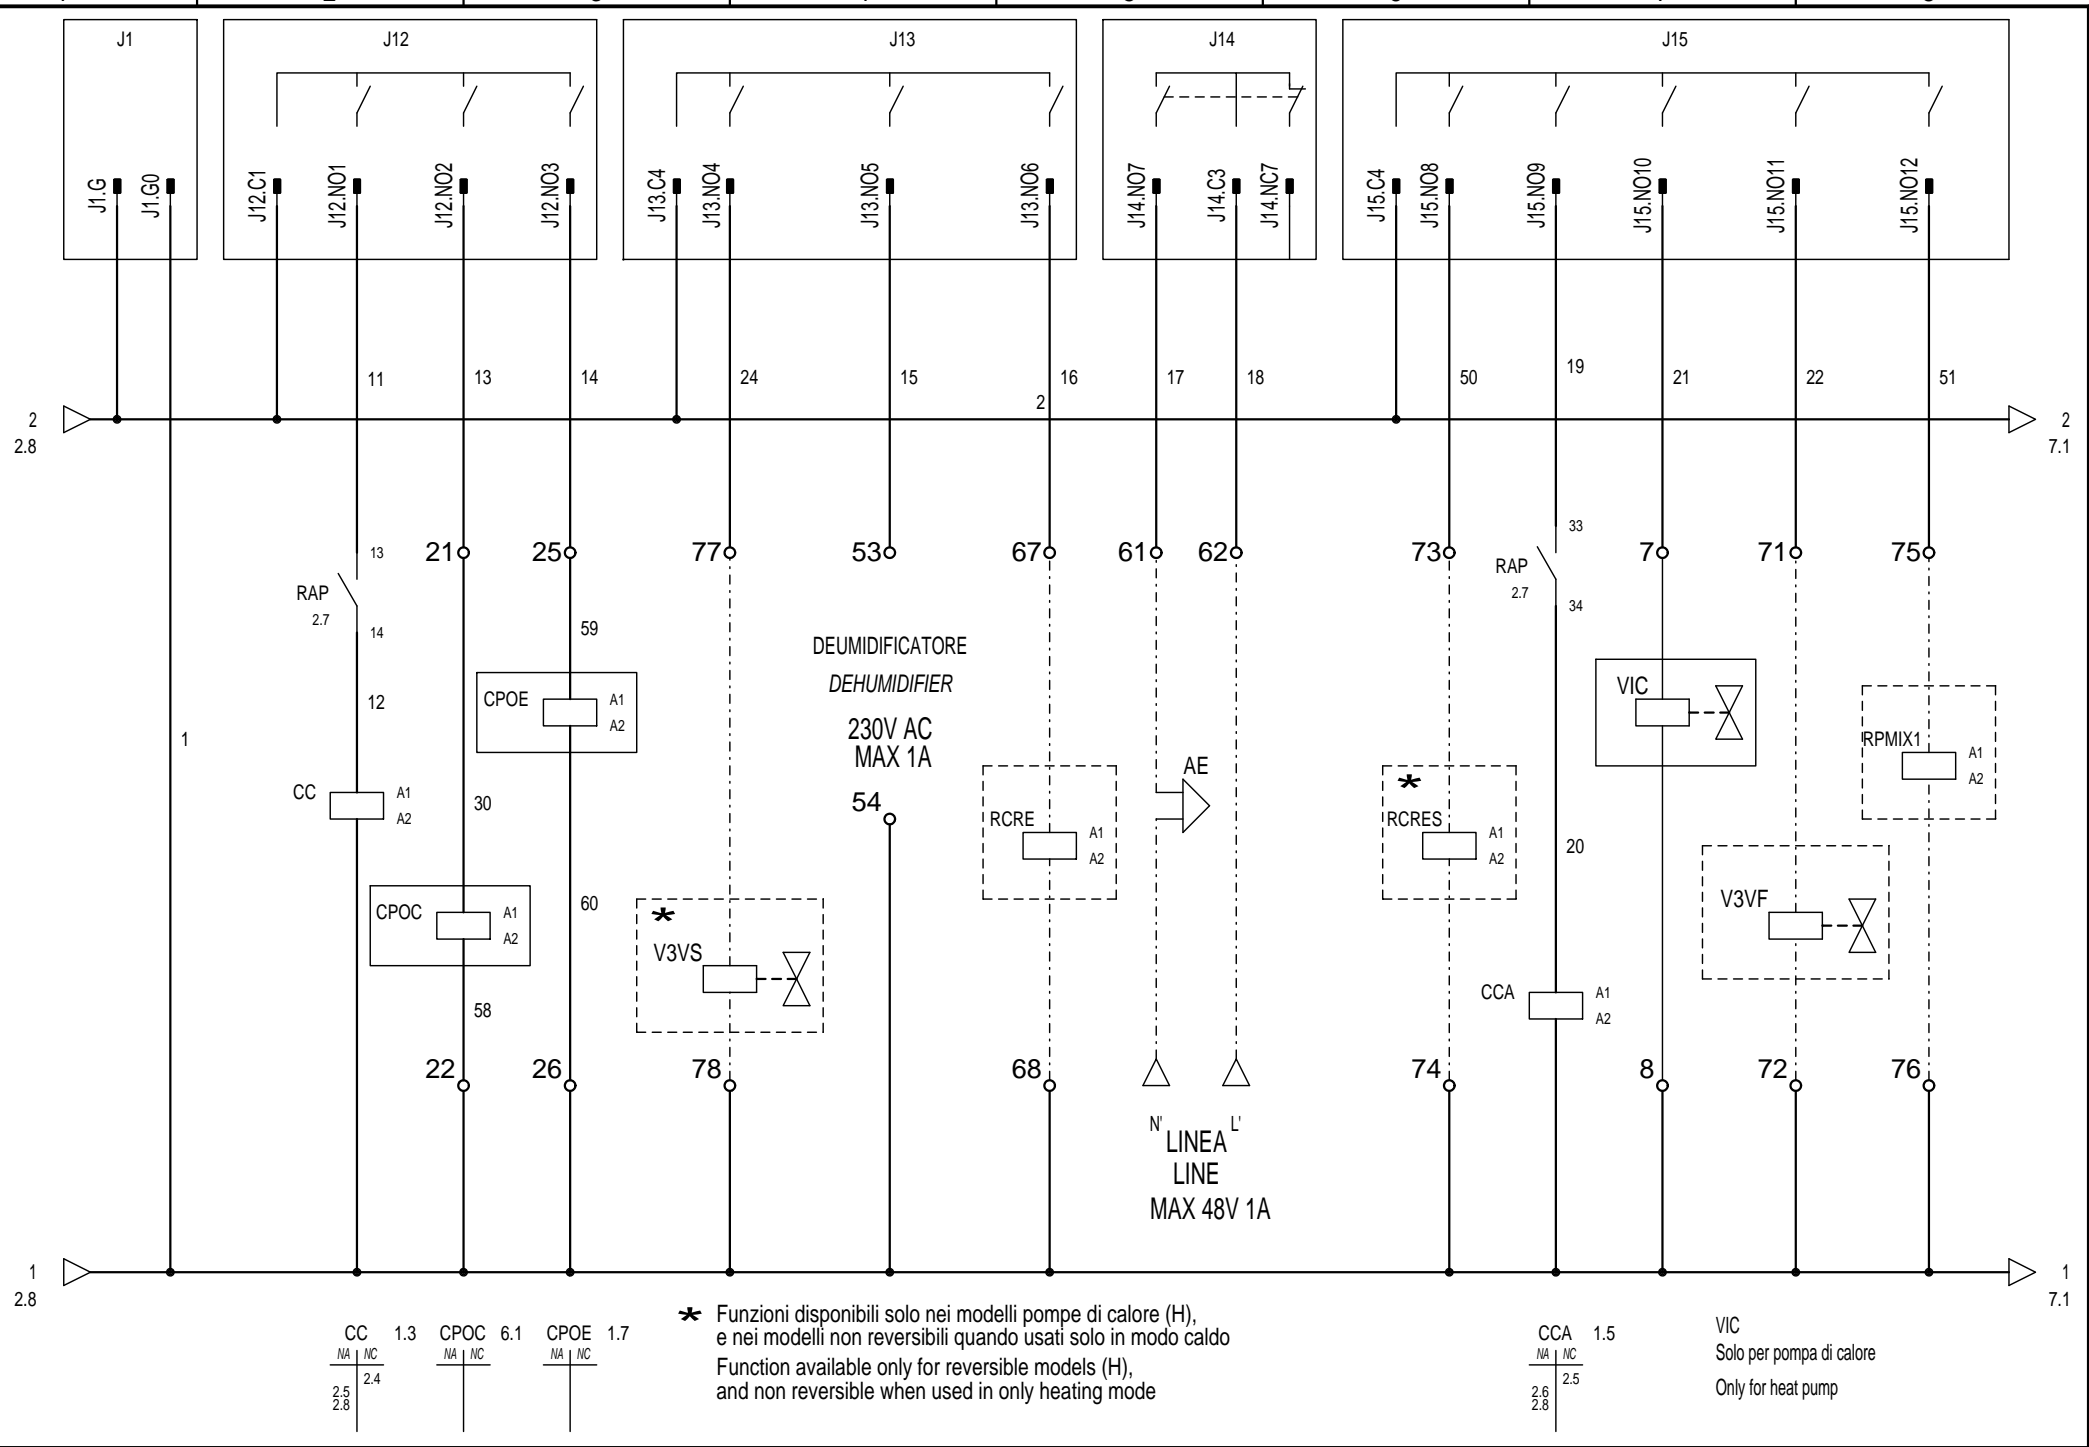 J1
J12
J13
J14
J15
J1.G
J1.G0
J12.C1
J12.NO1
J12.NO2
J12.NO3
J13.C4
J13.NO4
J13.NO5
J13.NO6
J14.NO7
J14.C3
J14.NC7
J15.C4
J15.NO8
J15.NO9
J15.NO10
J15.NO11
J15.NO12
11
13
14
24
15
16
17
18
50
19
21
22
51
2
2.8
2
2
7.1
13
21
25
77
53
67
61
62
73
33
7
71
75
RAP
2.7
14
RAP
2.7
34
59
DEUMIDIFICATORE
DEHUMIDIFIER
230V AC
MAX 1A
54
1
12
CPOE
A1
A2
VIC
RPMIX1
A1
A2
CC
A1
A2
30
RCRE
A1
A2
AE
*
RCRES
A1
A2
20
CPOC
A1
A2
60
*
V3VS
V3VF
58
CCA
A1
A2
22
26
78
68
74
8
72
76
N'
L'
LINEA
LINE
MAX 48V 1A
1
2.8
1
7.1
CC 1.3
NA NC
2.4
2.5
2.8
CPOC 6.1
NA NC
CPOE 1.7
NA NC
* Funzioni disponibili solo nei modelli pompe di calore (H),
e nei modelli non reversibili quando usati solo in modo caldo
Function available only for reversible models (H),
and non reversible when used in only heating mode
CCA 1.5
NA NC
2.5
2.6
2.8
VIC
Solo per pompa di calore
Only for heat pump